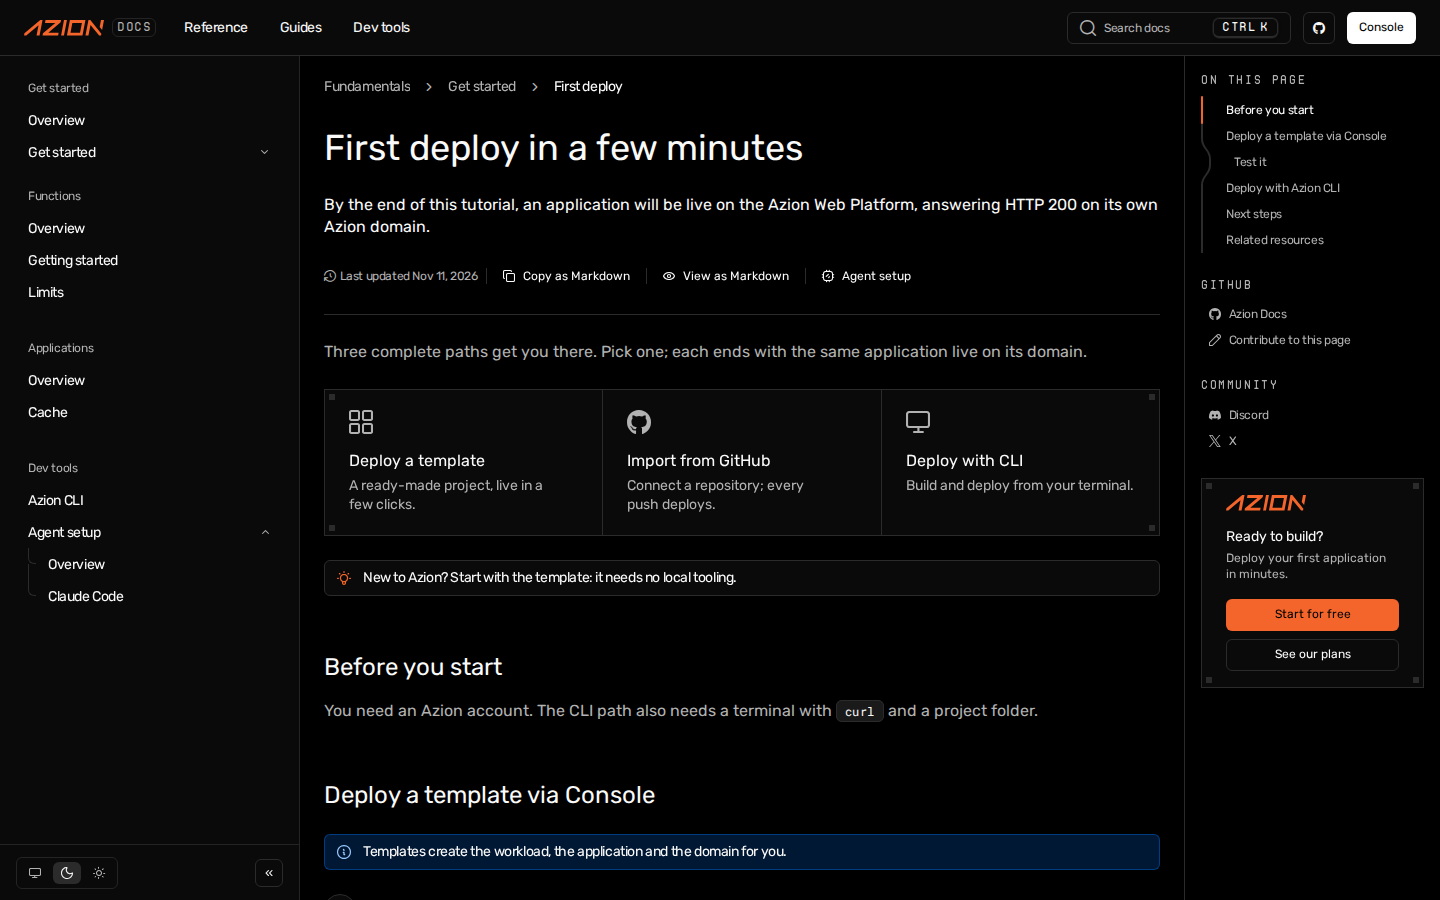 AZION DOCS
Reference
Guides
Dev tools
Search docs
CTRL K
Console
Get started
Overview
Get started
Functions
Overview
Getting started
Limits
Applications
Overview
Cache
Dev tools
Azion CLI
Agent setup
Overview
Claude Code
Fundamentals > Get started > First deploy
First deploy in a few minutes
By the end of this tutorial, an application will be live on the Azion Web Platform, answering HTTP 200 on its own
Azion domain.
Last updated Nov 11, 2026
Copy as Markdown
View as Markdown
Agent setup
Three complete paths get you there. Pick one; each ends with the same application live on its domain.
Deploy a template
A ready-made project, live in a
few clicks.
Import from GitHub
Connect a repository; every
push deploys.
Deploy with CLI
Build and deploy from your terminal.
New to Azion? Start with the template: it needs no local tooling.
Before you start
You need an Azion account. The CLI path also needs a terminal with curl and a project folder.
Deploy a template via Console
Templates create the workload, the application and the domain for you.
ON THIS PAGE
Before you start
Deploy a template via Console
Test it
Deploy with Azion CLI
Next steps
Related resources
GITHUB
Azion Docs
Contribute to this page
COMMUNITY
Discord
X
AZION
Ready to build?
Deploy your first application
in minutes.
Start for free
See our plans